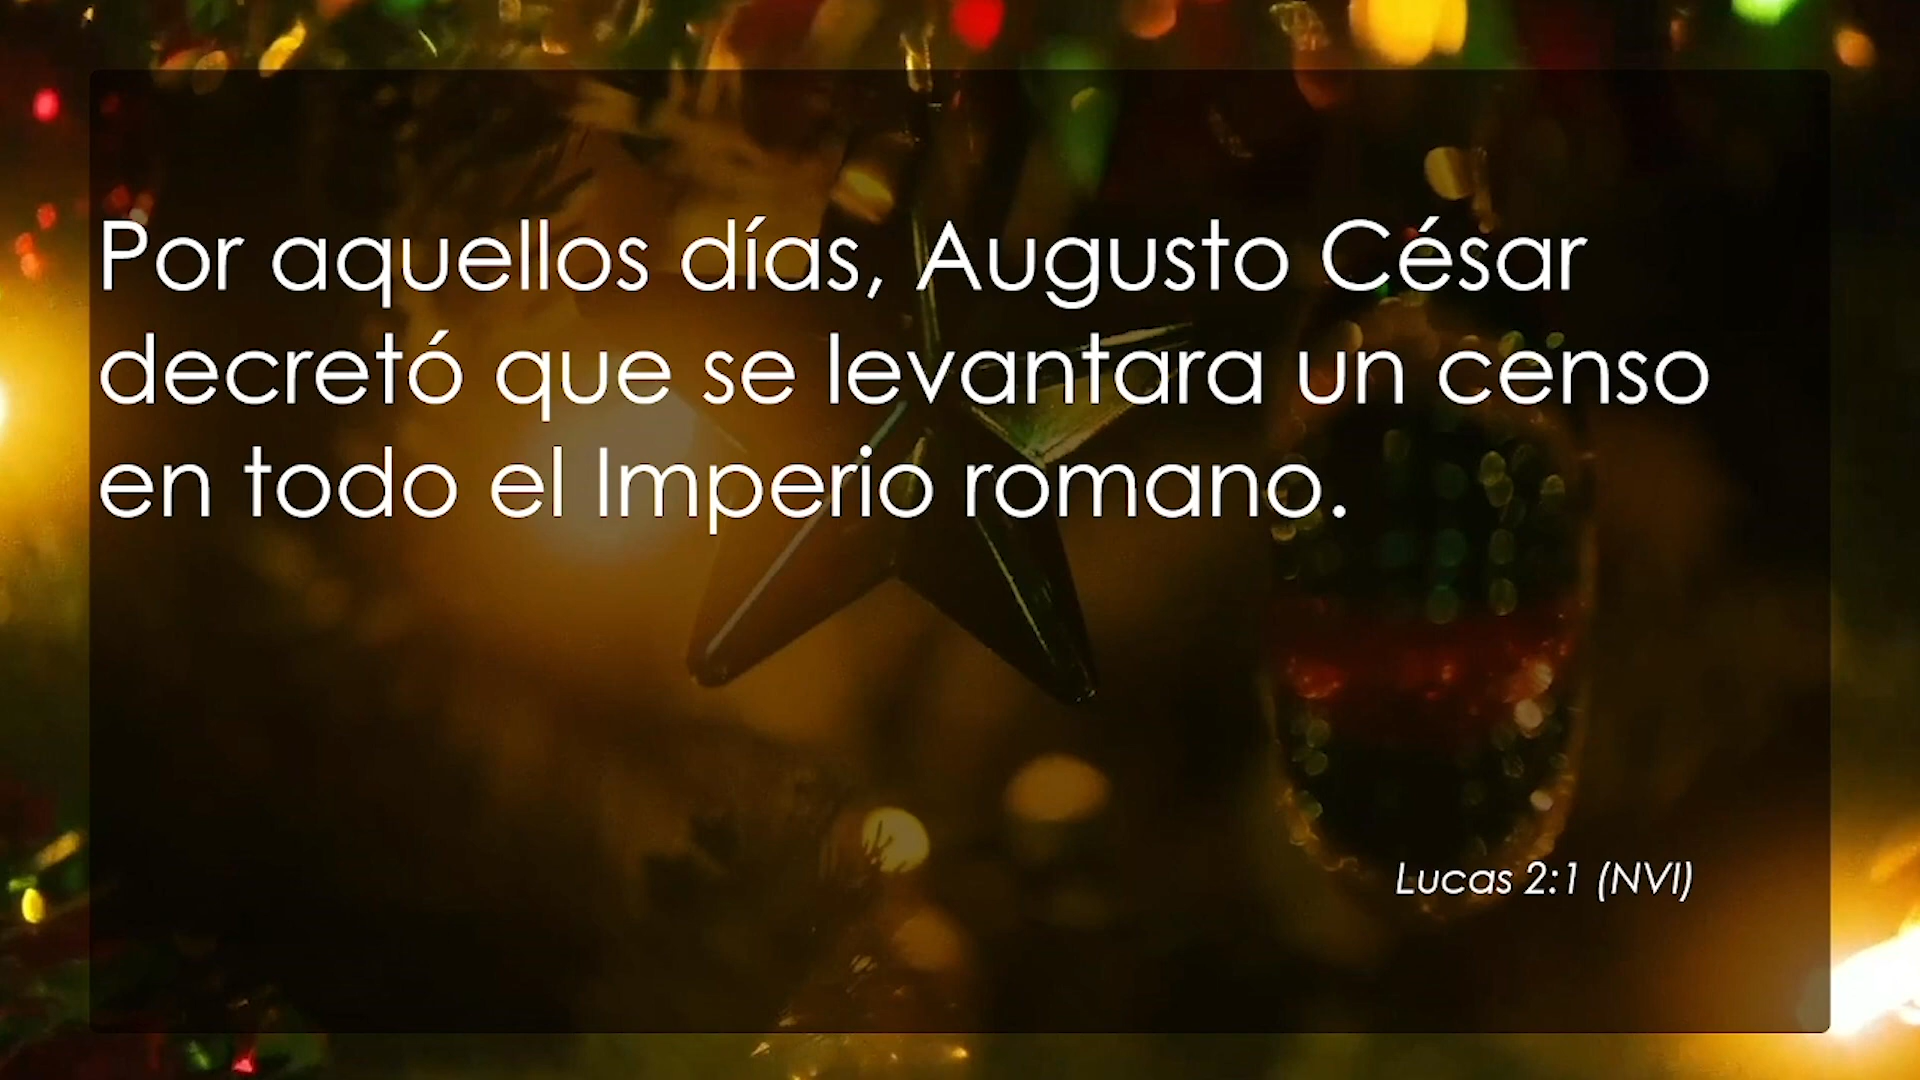 Por aquellos días, Augusto César
decretó que se levantara un censo
en todo el Imperio romano.
Lucas 2:1 (NVI)